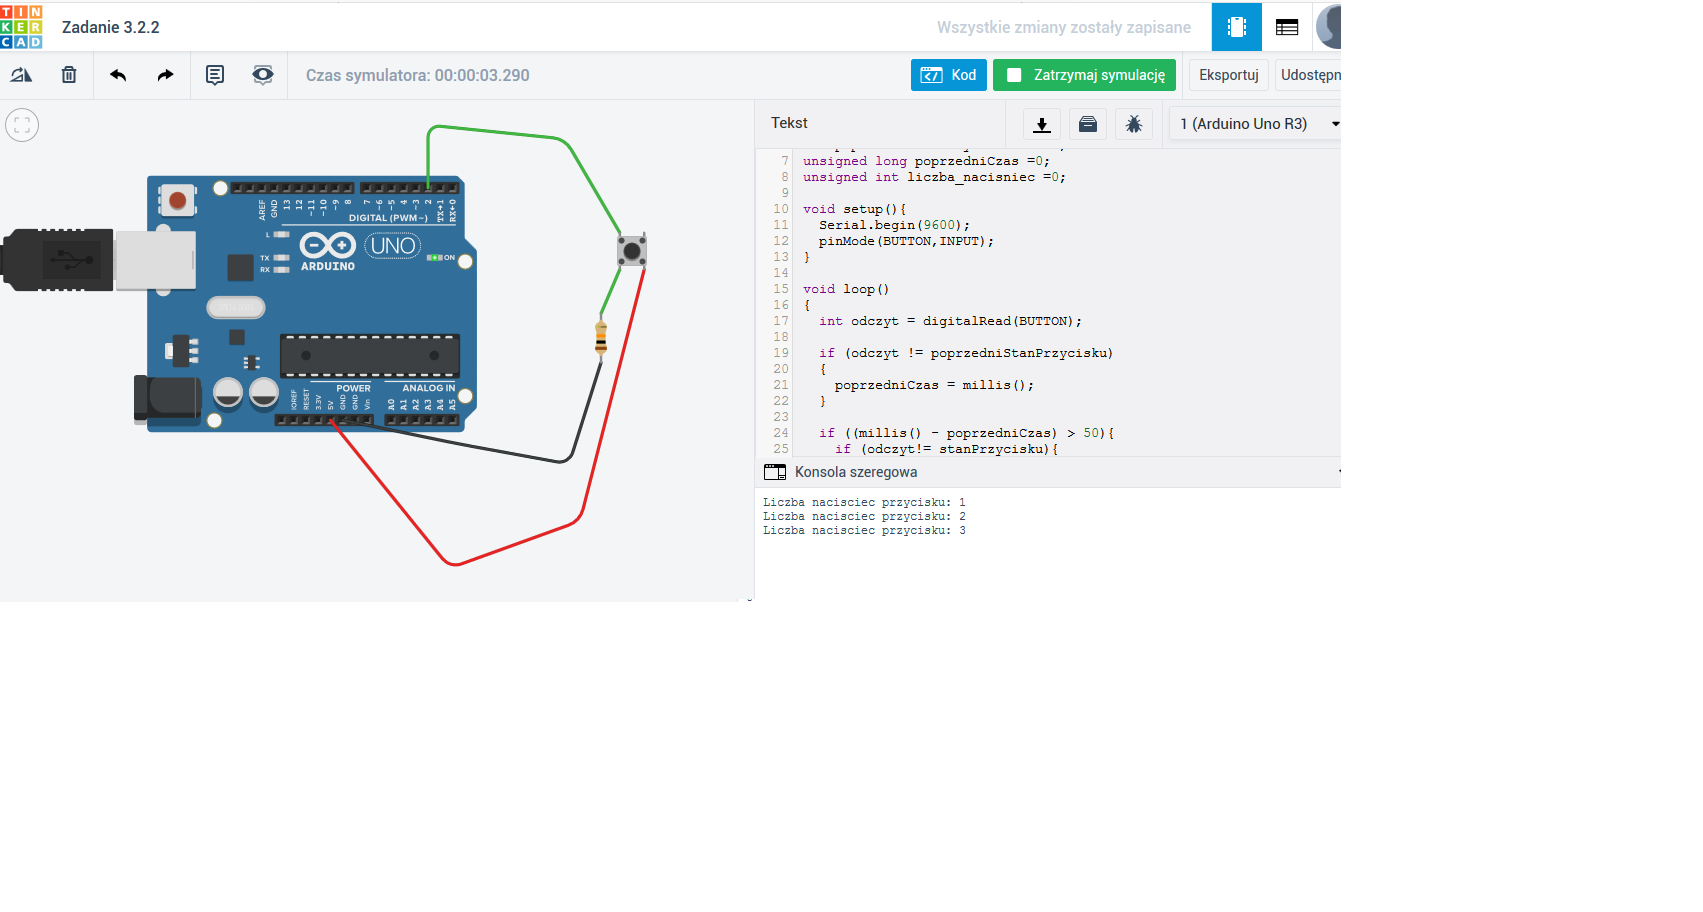 TIN
KER
CAD
Zadanie 3.2.2
Wszystkie zmiany zostały zapisane
Czas symulatora: 00:00:03.290
Kod
Zatrzymaj symulację
Eksportuj
Udostępn
Tekst
1 (Arduino Uno R3)
AREF
GND
13
12
~11
~10
~9
8
7
~6
~5
4
~3
2
TX→1
RX←0
DIGITAL (PWM~)
L
TX
RX
ARDUINO
UNO
ON
POWER
ANALOG IN
IOREF
RESET
3.3V
5V
GND
GND
Vin
A0
A1
A2
A3
A4
A5
7 unsigned long poprzedniCzas =0;
8 unsigned int liczba_nacisniec =0;
9
10 void setup(){
11 Serial.begin(9600);
12 pinMode(BUTTON,INPUT);
13 }
14
15 void loop()
16 {
17 int odczyt = digitalRead(BUTTON);
18
19 if (odczyt != poprzedniStanPrzycisku)
20 {
21 poprzedniCzas = millis();
22 }
23
24 if ((millis() - poprzedniCzas) > 50){
25 if (odczyt!= stanPrzycisku){
Konsola szeregowa
Liczba nacisciec przycisku: 1
Liczba nacisciec przycisku: 2
Liczba nacisciec przycisku: 3